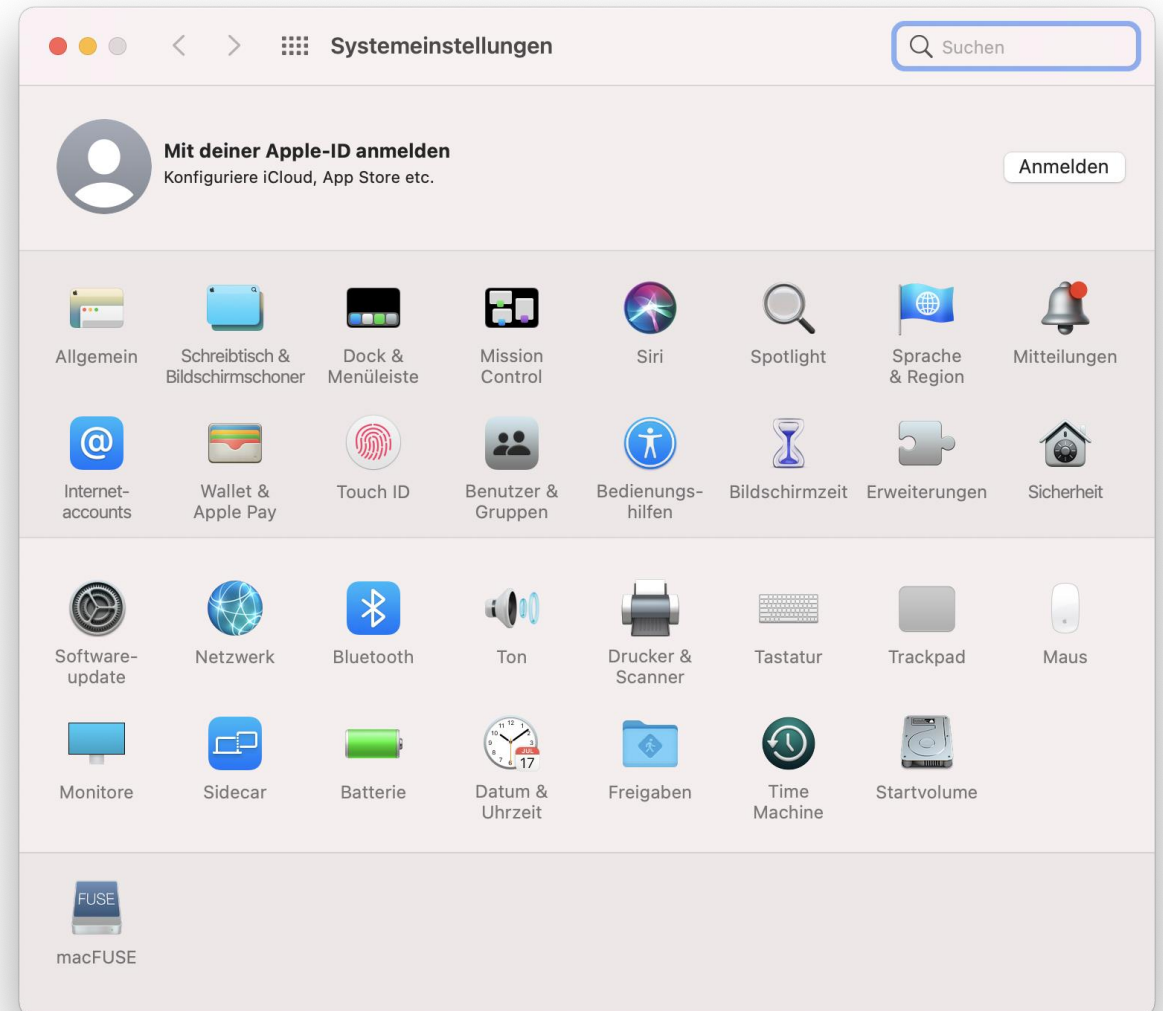 Systemeinstellungen
Suchen
Mit deiner Apple-ID anmelden
Konfiguriere iCloud, App Store etc.
Anmelden
Allgemein
Schreibtisch &
Bildschirmschoner
Dock &
Menüleiste
Mission
Control
Siri
Spotlight
Sprache
& Region
Mitteilungen
@
Internet-
accounts
Wallet &
Apple Pay
Touch ID
Benutzer &
Gruppen
Bedienungs-
hilfen
Bildschirmzeit
Erweiterungen
Sicherheit
Software-
update
Netzwerk
Bluetooth
Ton
Drucker &
Scanner
Tastatur
Trackpad
Maus
Monitore
Sidecar
Batterie
JUL
17
Datum &
Uhrzeit
Freigaben
Time
Machine
Startvolume
FUSE
macFUSE